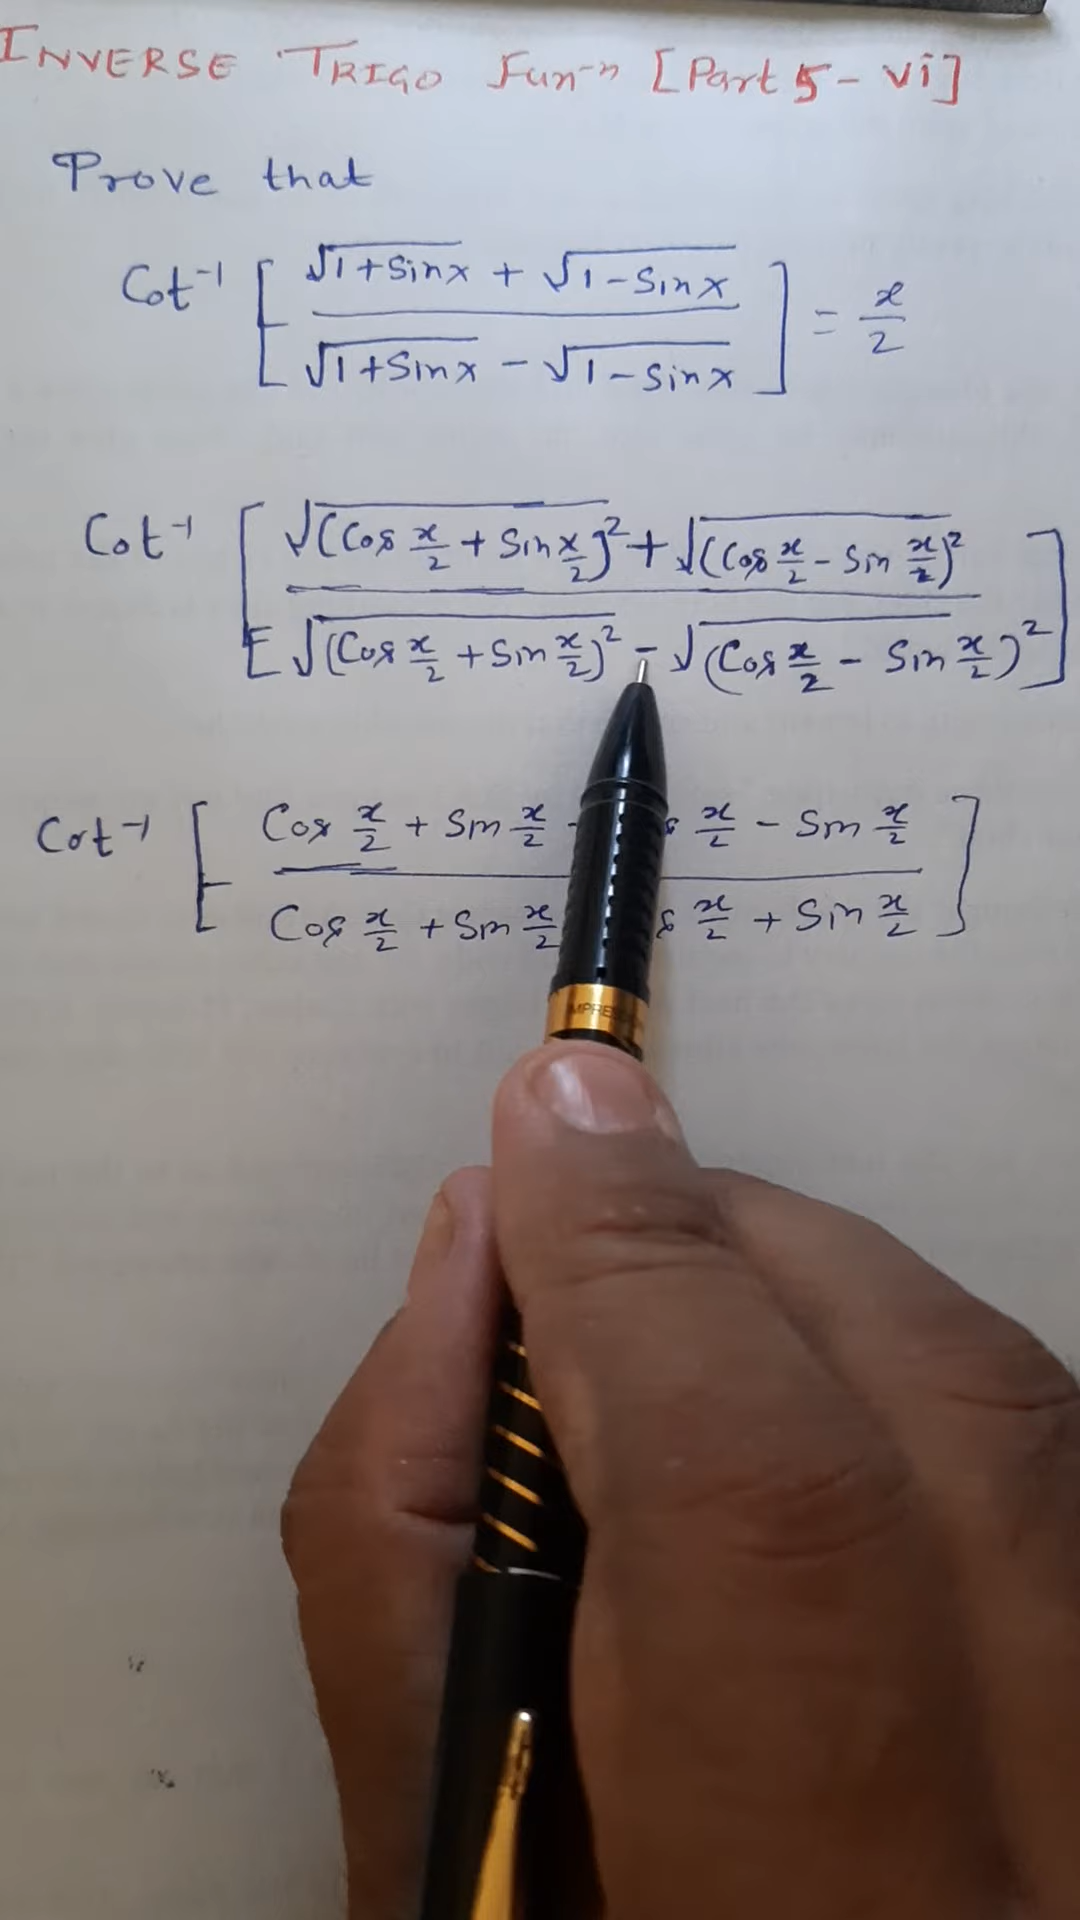 INVERSE TRIGO Fun-n [Part 5 - vi]
Prove that
Cot⁻¹ [ (√1+Sinx + √1-Sinx) / (√1+Sinx - √1-Sinx) ] = x/2
Cot⁻¹ [ (√(Cos x/2 + Sin x/2)² + √(Cos x/2 - Sin x/2)²) / (√(Cos x/2 + Sin x/2)² - √(Cos x/2 - Sin x/2)²) ]
Cot⁻¹ [ (Cos x/2 + Sin x/2 x/2 - Sin x/2) / (Cos x/2 + Sin x/2 x/2 + Sin x/2) ]